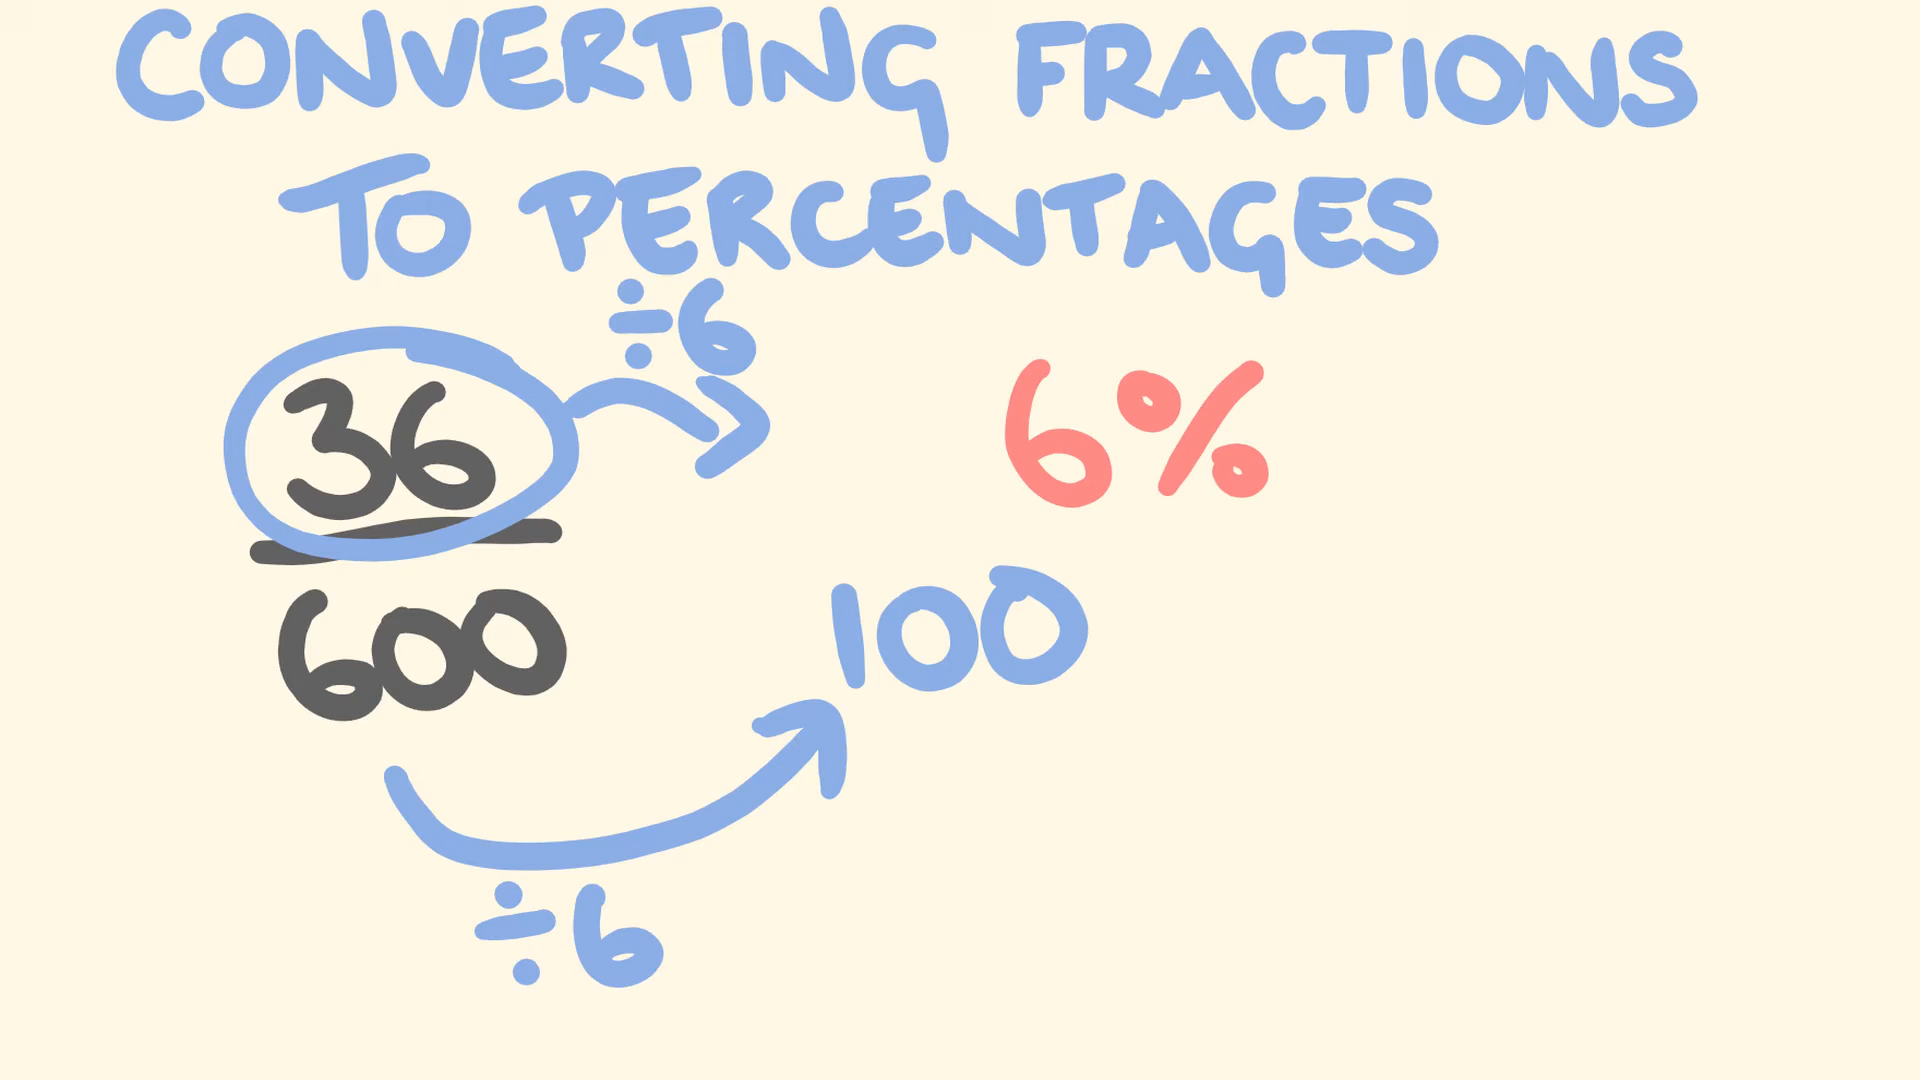 CONVERTING FRACTIONS
TO PERCENTAGES
÷6
36 6%
600 100
÷6